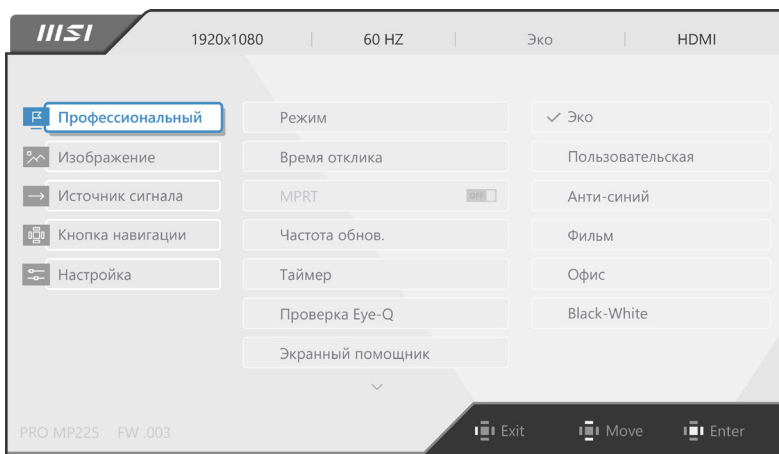 msi 1920x1080 60 HZ Эко HDMI
Профессиональный Режим Эко
Изображение Время отклика Пользовательская
Источник сигнала MPRT OFF Анти-синий
Кнопка навигации Частота обнов. Фильм
Настройка Таймер Офис
Проверка Eye-Q Black-White
Экранный помощник
PRO MP225 FW .003 Exit Move Enter